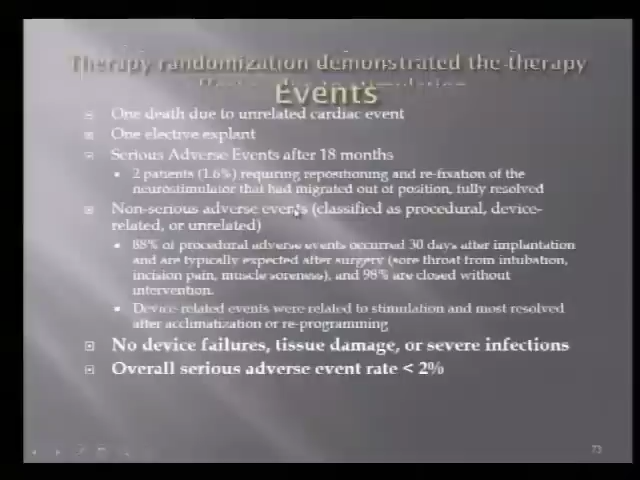 Therapy randomization demonstrated the therapy
Events
One death due to unrelated cardiac event
One elective explant
Serious Adverse Events after 18 months
2 patients (1.6%) requiring repositioning and re-fixation of the
neurostimulator that had migrated out of position, fully resolved
Non-serious adverse events (classified as procedural, device-
related, or unrelated)
88% of procedural adverse events occurred 30 days after implantation
and are typically expected after surgery (sore throat from intubation,
incision pain, muscle soreness), and 98% are closed without
intervention.
Device-related events were related to stimulation and most resolved
after acclimatization or re-programming
No device failures, tissue damage, or severe infections
Overall serious adverse event rate < 2%
73